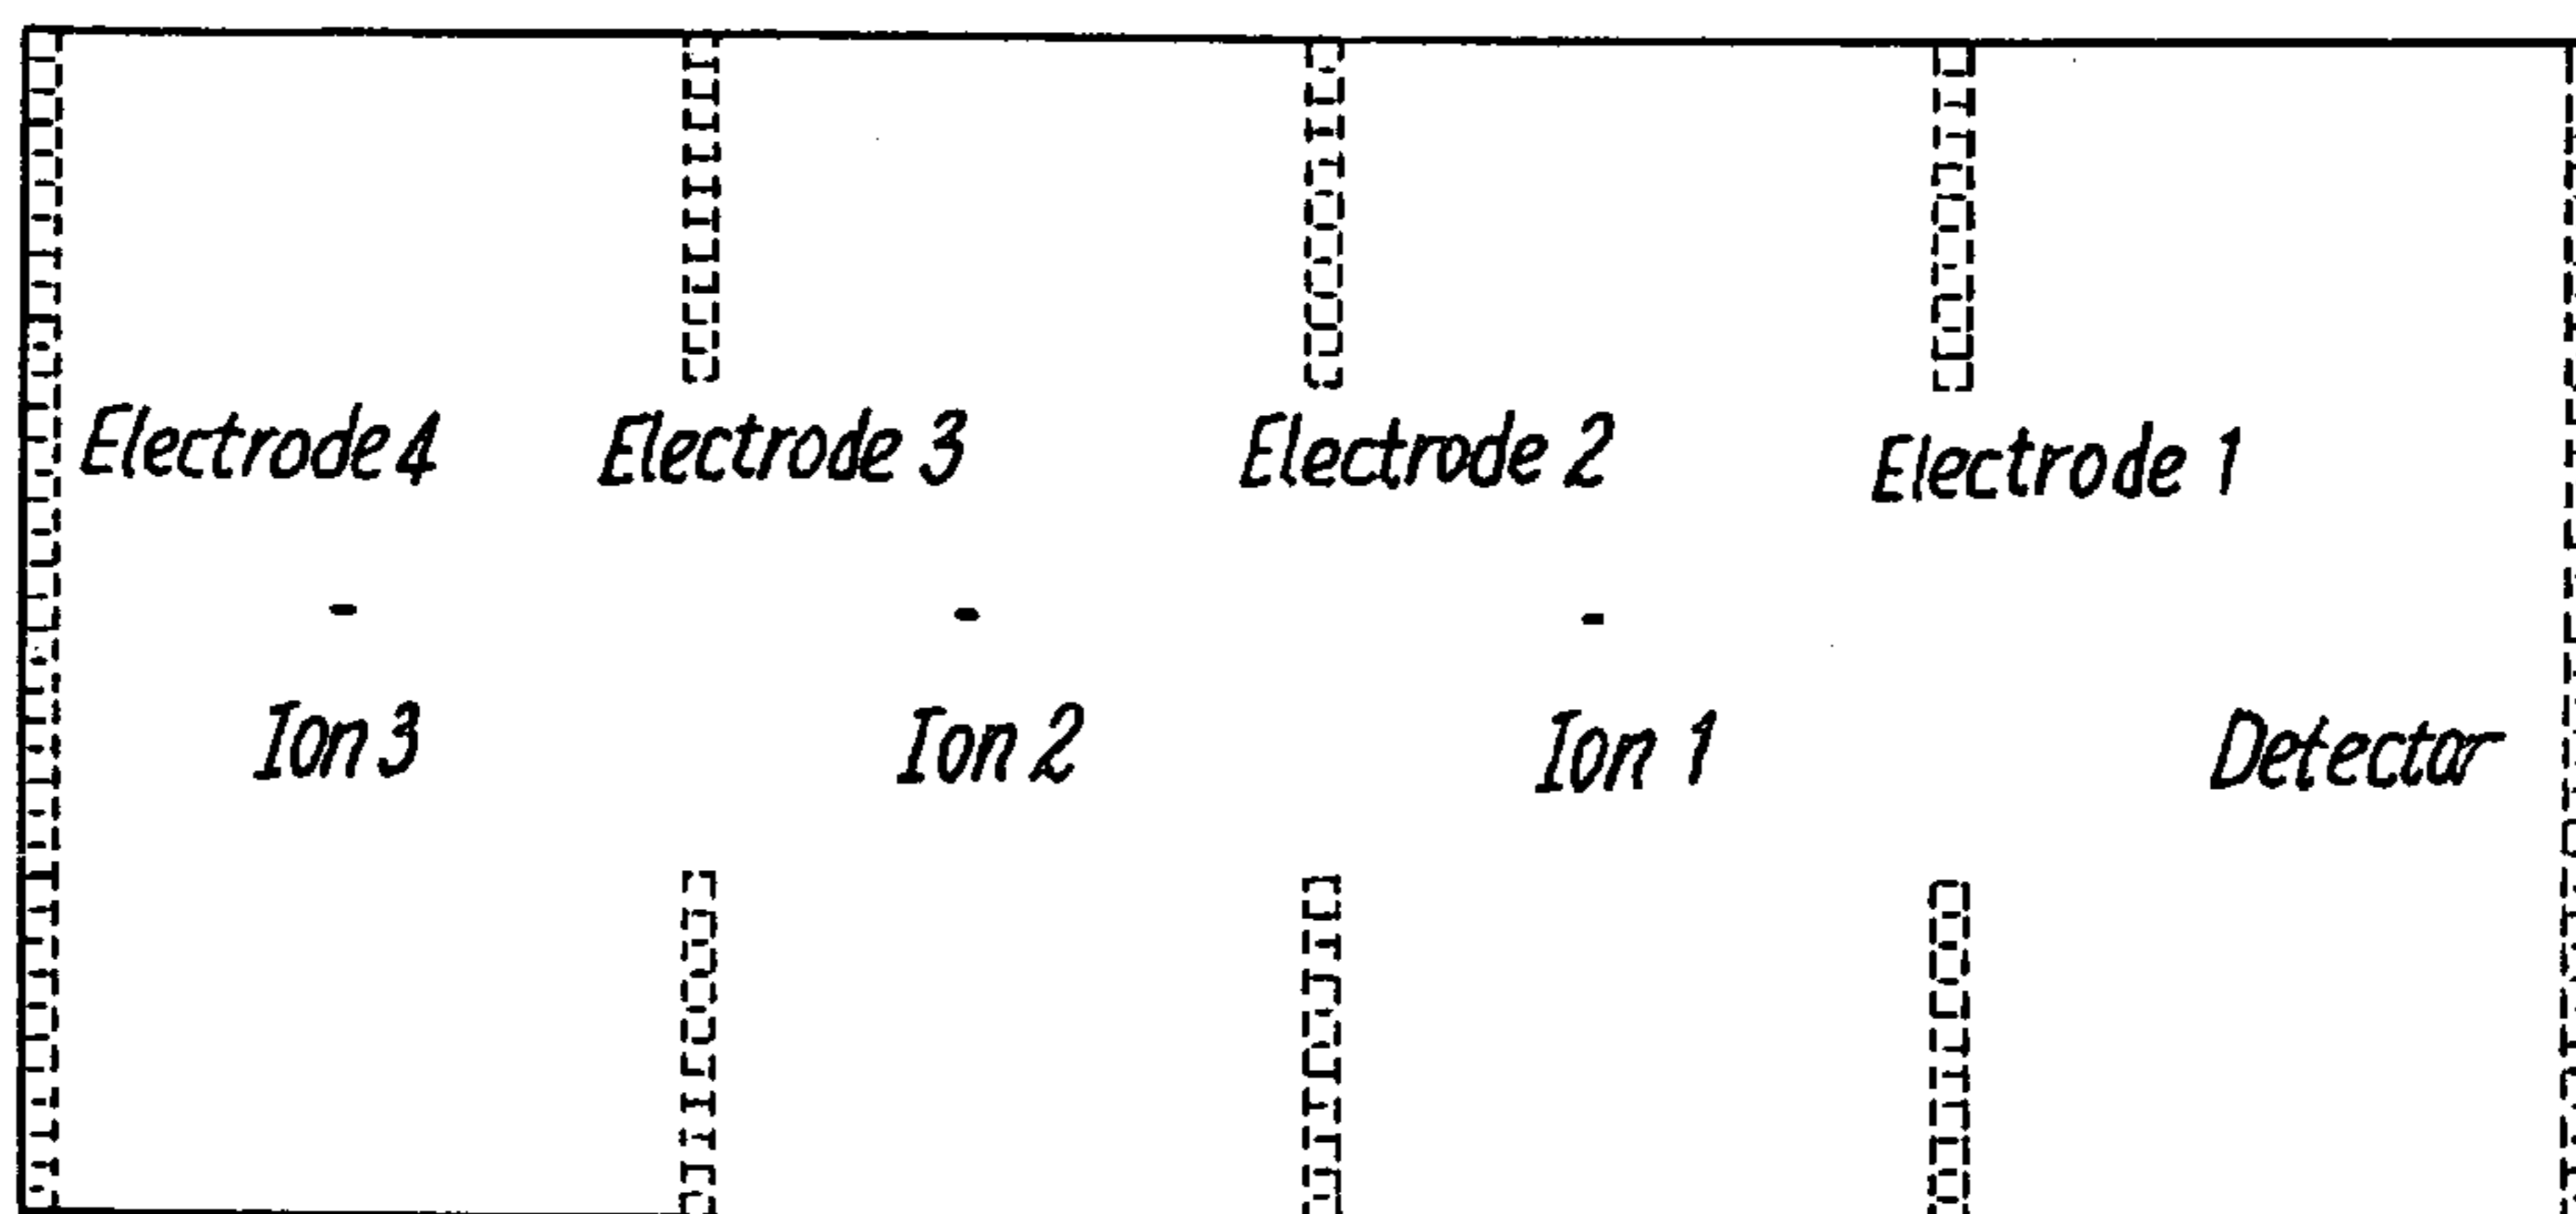 Electrode 4 Electrode 3 Electrode 2 Electrode 1
- - -
Ion 3 Ion 2 Ion 1 Detector